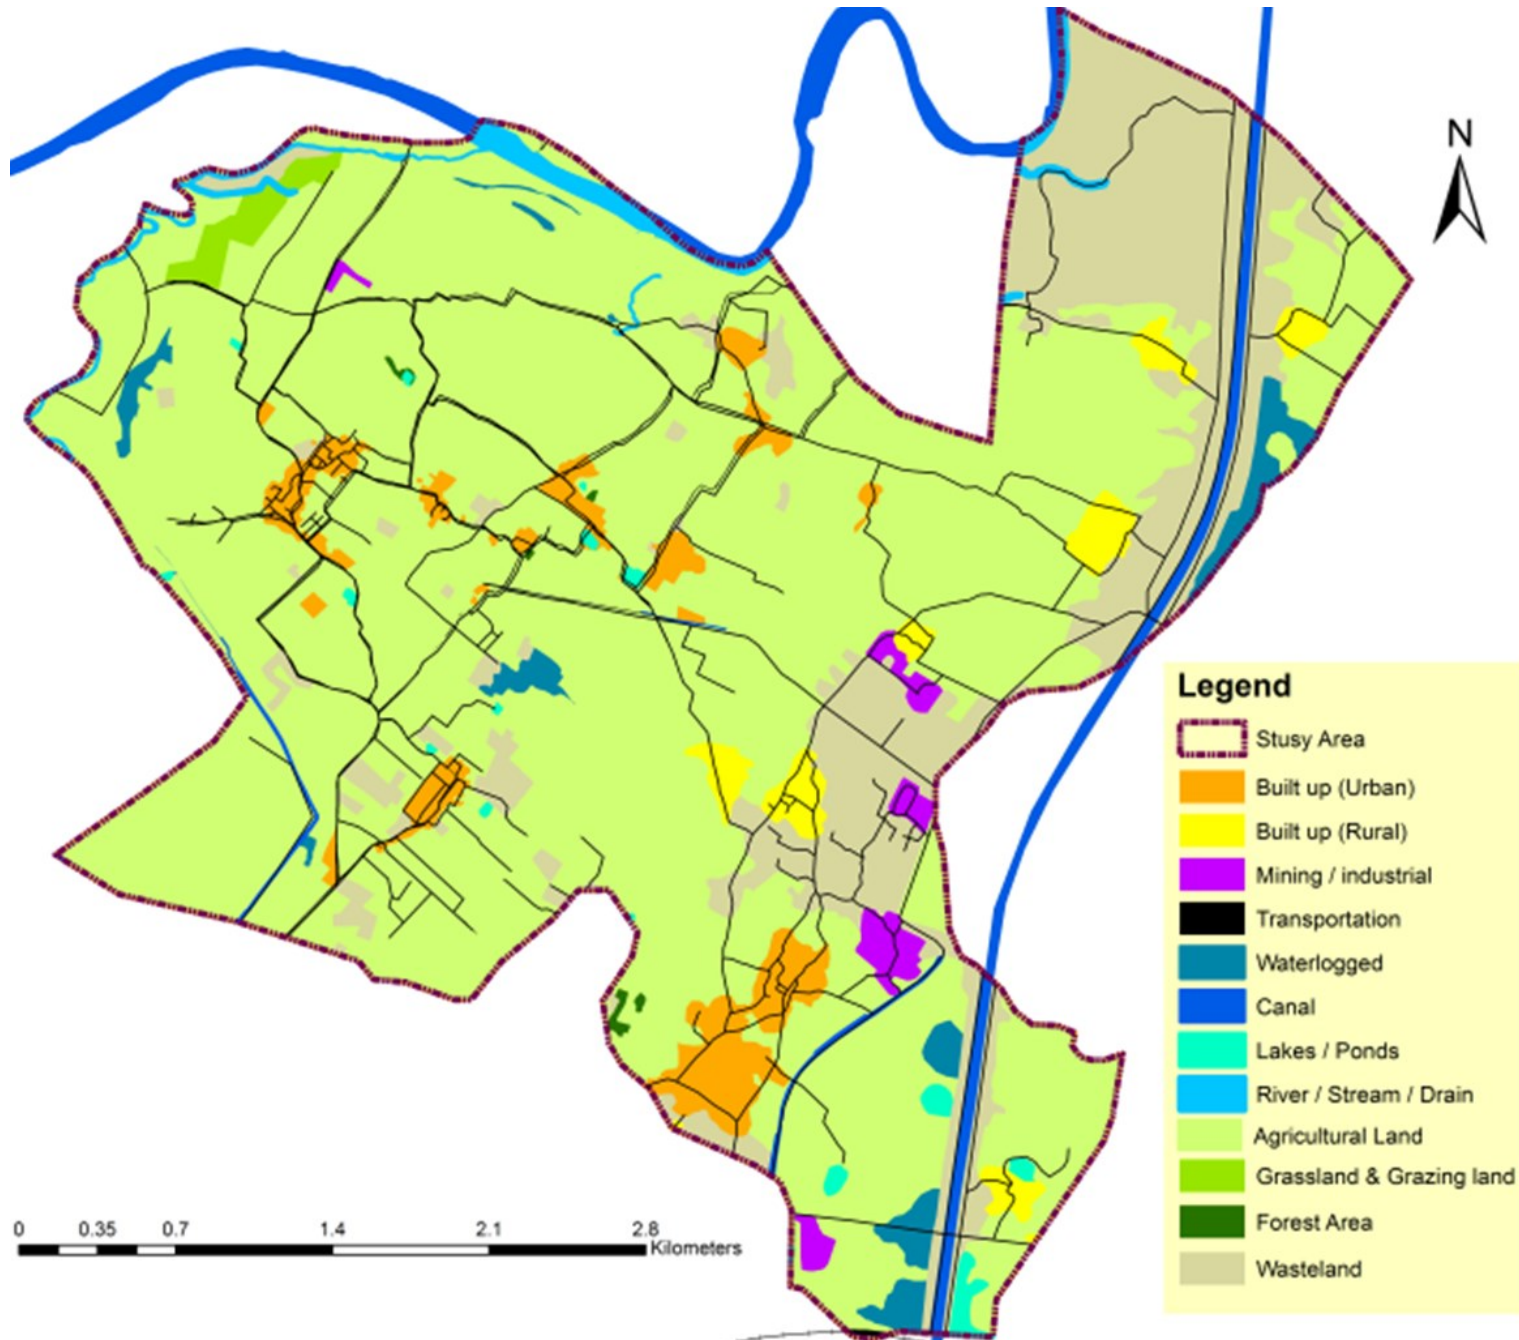 N
Legend
Stusy Area
Built up (Urban)
Built up (Rural)
Mining / industrial
Transportation
Waterlogged
Canal
Lakes / Ponds
River / Stream / Drain
Agricultural Land
Grassland & Grazing land
Forest Area
Wasteland
0 0.35 0.7 1.4 2.1 2.8
Kilometers